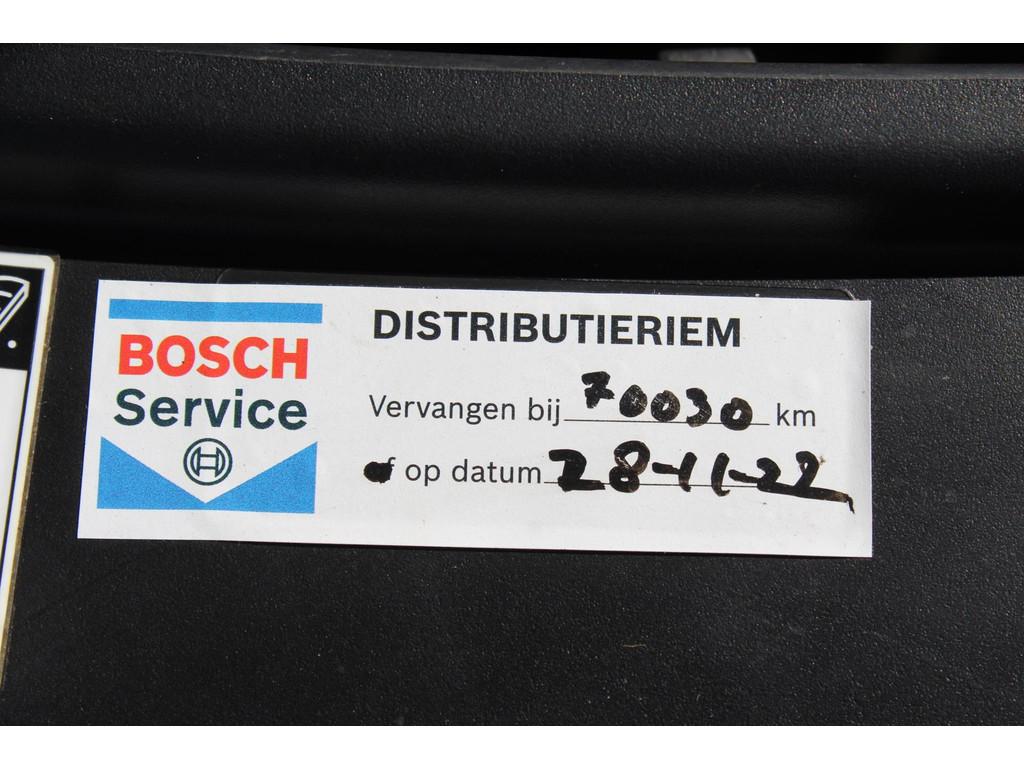 BOSCH
Service
DISTRIBUTIERIEM
Vervangen bij 70030 km
of op datum 28-11-22